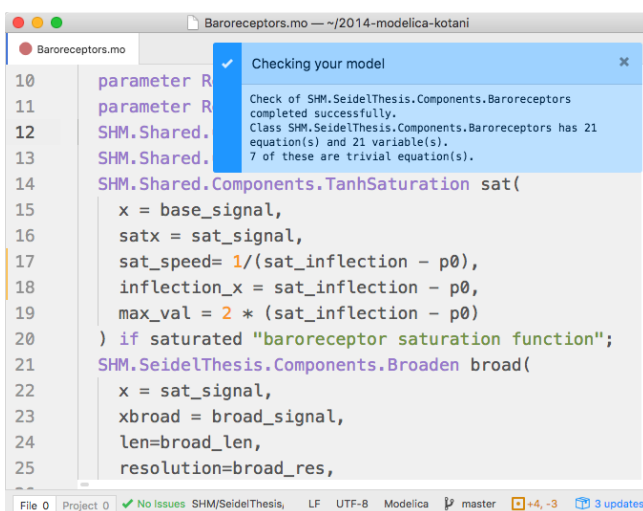 Baroreceptors.mo — ~/2014-modelica-kotani
Baroreceptors.mo
Checking your model ×
Check of SHM.SeidelThesis.Components.Baroreceptors
completed successfully.
Class SHM.SeidelThesis.Components.Baroreceptors has 21
equation(s) and 21 variable(s).
7 of these are trivial equation(s).
10 parameter
11 parameter
12 SHM.Shared.
13 SHM.Shared.
14 SHM.Shared.Components.TanhSaturation sat(
15 x = base_signal,
16 satx = sat_signal,
17 sat_speed= 1/(sat_inflection - p0),
18 inflection_x = sat_inflection - p0,
19 max_val = 2 * (sat_inflection - p0)
20 ) if saturated "baroreceptor saturation function";
21 SHM.SeidelThesis.Components.Broaden broad(
22 x = sat_signal,
23 xbroad = broad_signal,
24 len=broad_len,
25 resolution=broad_res,
File 0 Project 0 ✔ No Issues SHM/SeidelThesis, LF UTF-8 Modelica master +4, -3 3 updates